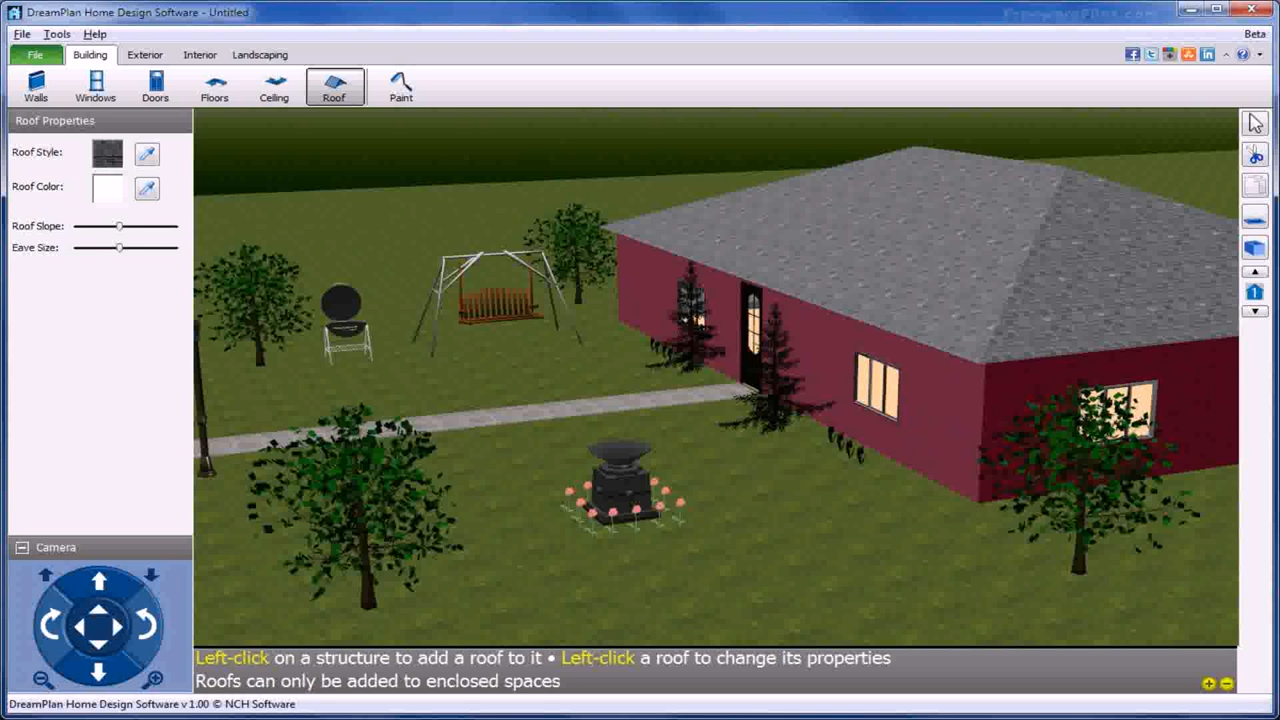 DreamPlan Home Design Software - Untitled
FreewareFiles.com
File Tools Help Beta
File Building Exterior Interior Landscaping
Walls Windows Doors Floors Ceiling Roof Paint
Roof Properties
Roof Style:
Roof Color:
Roof Slope:
Eave Size:
1
Camera
Left-click on a structure to add a roof to it • Left-click a roof to change its properties
Roofs can only be added to enclosed spaces
DreamPlan Home Design Software v 1.00 © NCH Software